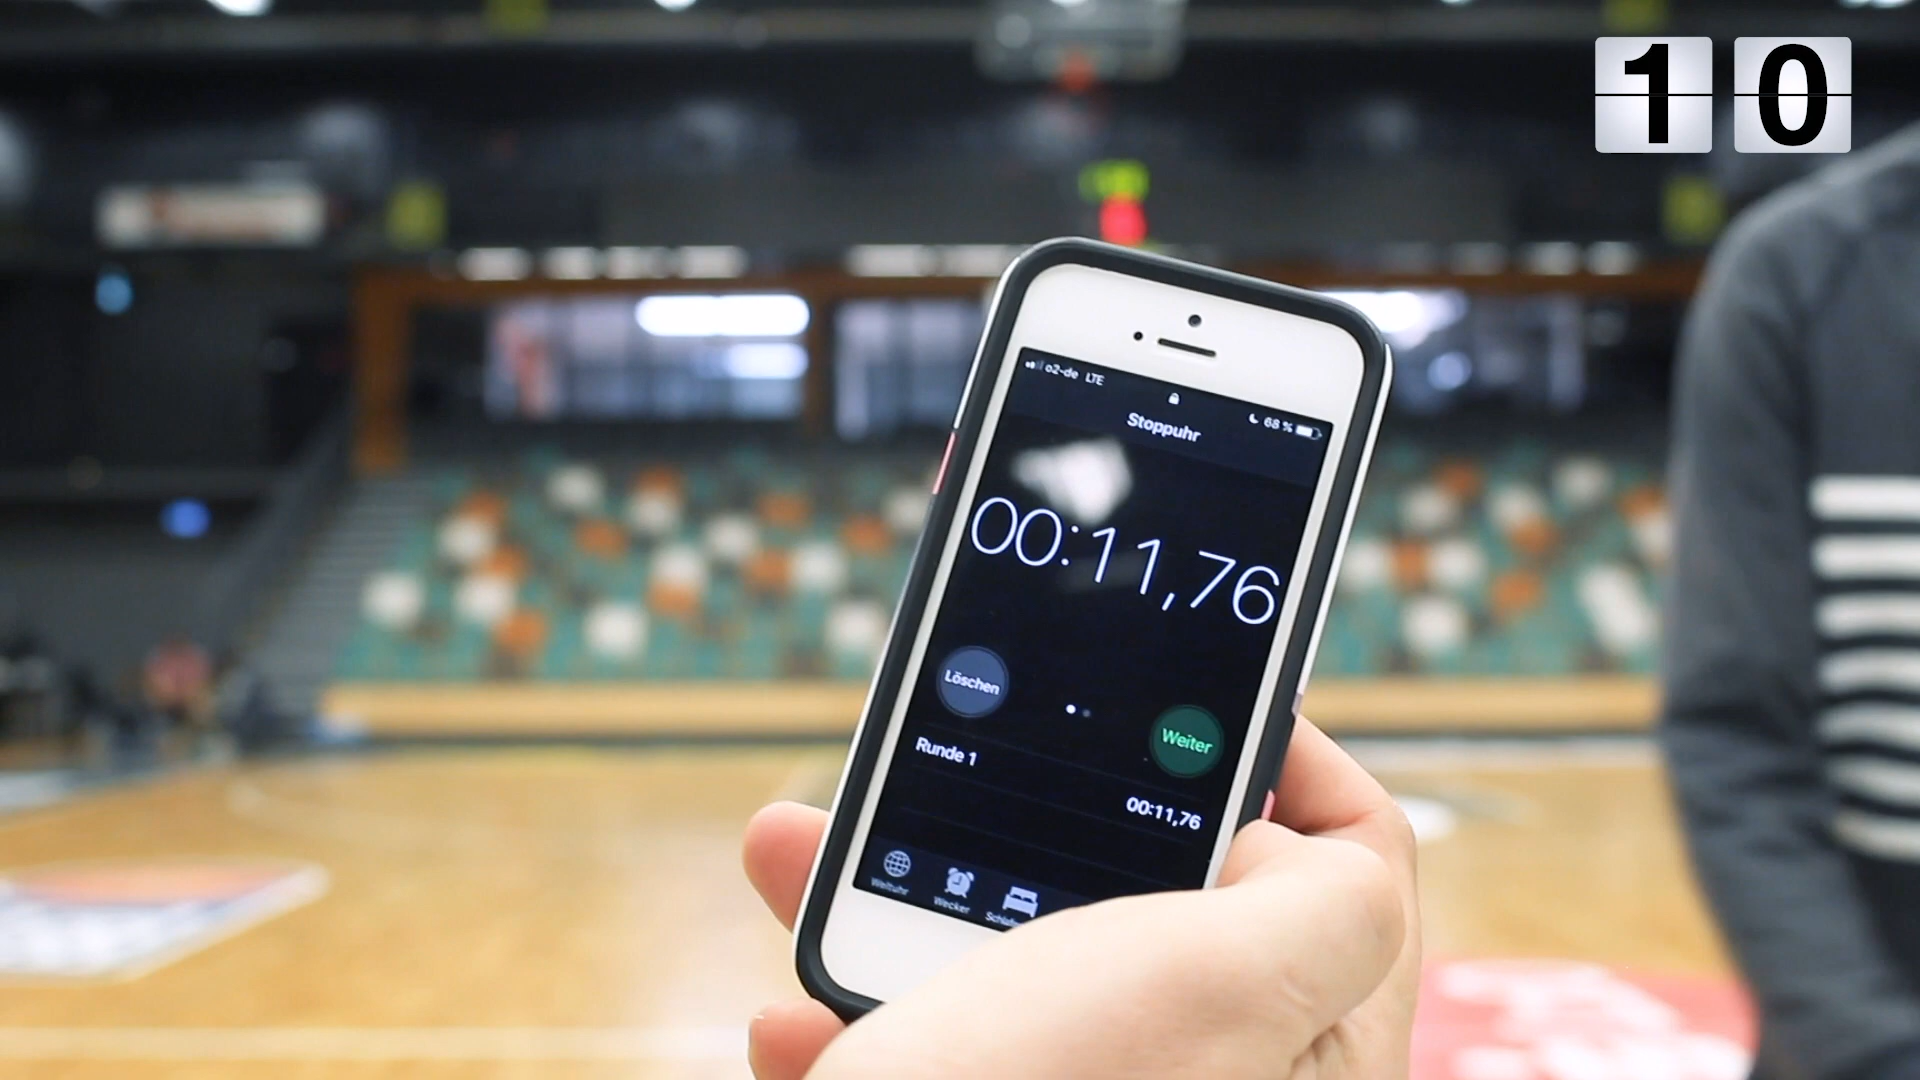 10
o2-de LTE
68 %
Stoppuhr
00:11,76
Löschen
Weiter
Runde 1
00:11,76
Weltuhr
Wecker